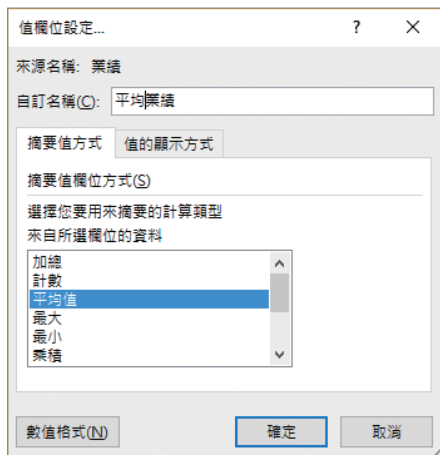 值欄位設定...
? ×
來源名稱: 業績
自訂名稱(C): 平均業績
摘要值方式 值的顯示方式
摘要值欄位方式(S)
選擇您要用來摘要的計算類型
來自所選欄位的資料
加總
計數
平均值
最大
最小
乘積
數值格式(N) 確定 取消